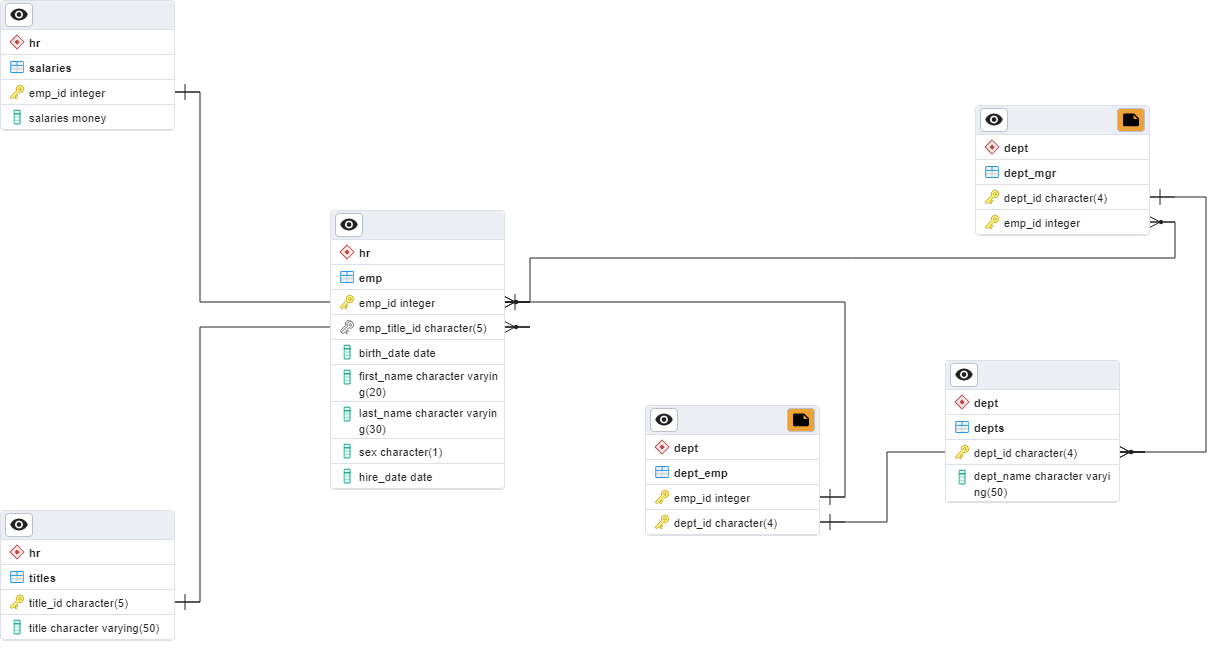 hr
salaries
emp_id integer
salaries money
hr
emp
emp_id integer
emp_title_id character(5)
birth_date date
first_name character varyin
g(20)
last_name character varyin
g(30)
sex character(1)
hire_date date
hr
titles
title_id character(5)
title character varying(50)
dept
dept_emp
emp_id integer
dept_id character(4)
dept
dept_mgr
dept_id character(4)
emp_id integer
dept
depts
dept_id character(4)
dept_name character varyi
ng(50)